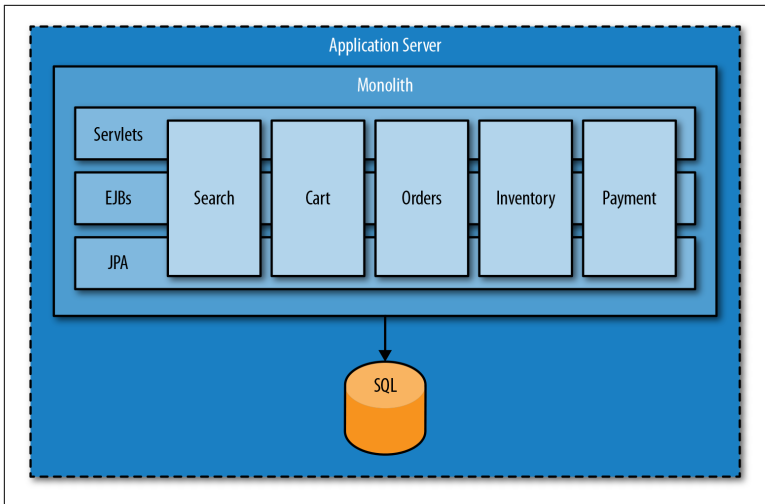 Application Server
Monolith
Servlets
EJBs
JPA
Search
Cart
Orders
Inventory
Payment
SQL